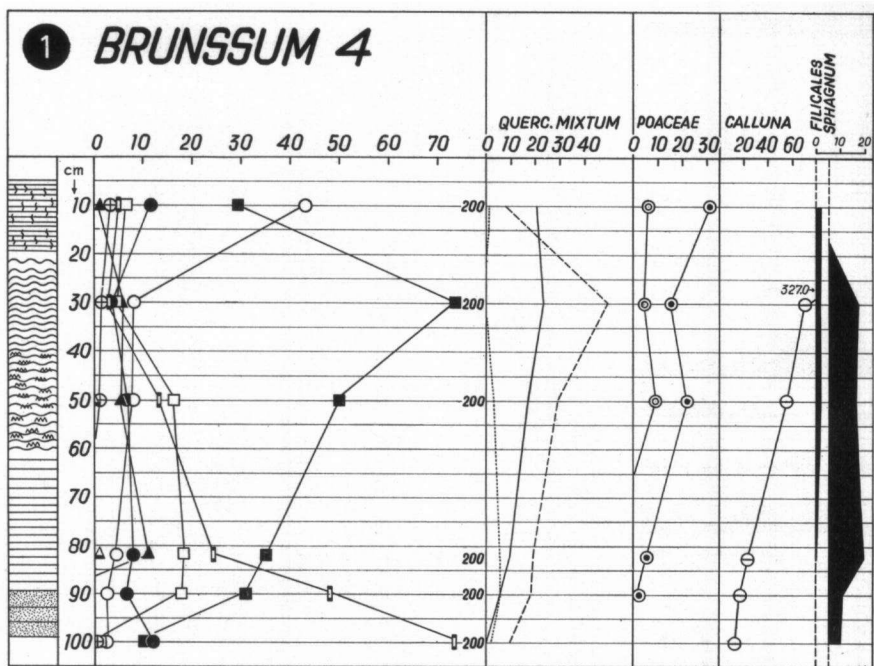 1 BRUNSSUM 4
FILICALES
SPHAGNUM
QUERC. MIXTUM POACEAE CALLUNA
0 10 20 30 40 50 60 70 0 10 20 30 40 0 10 20 30 20 40 60 0 10 20
cm
10 200
20
30 200 327.0
40
50 200
60
70
80 200
90 200
100 200